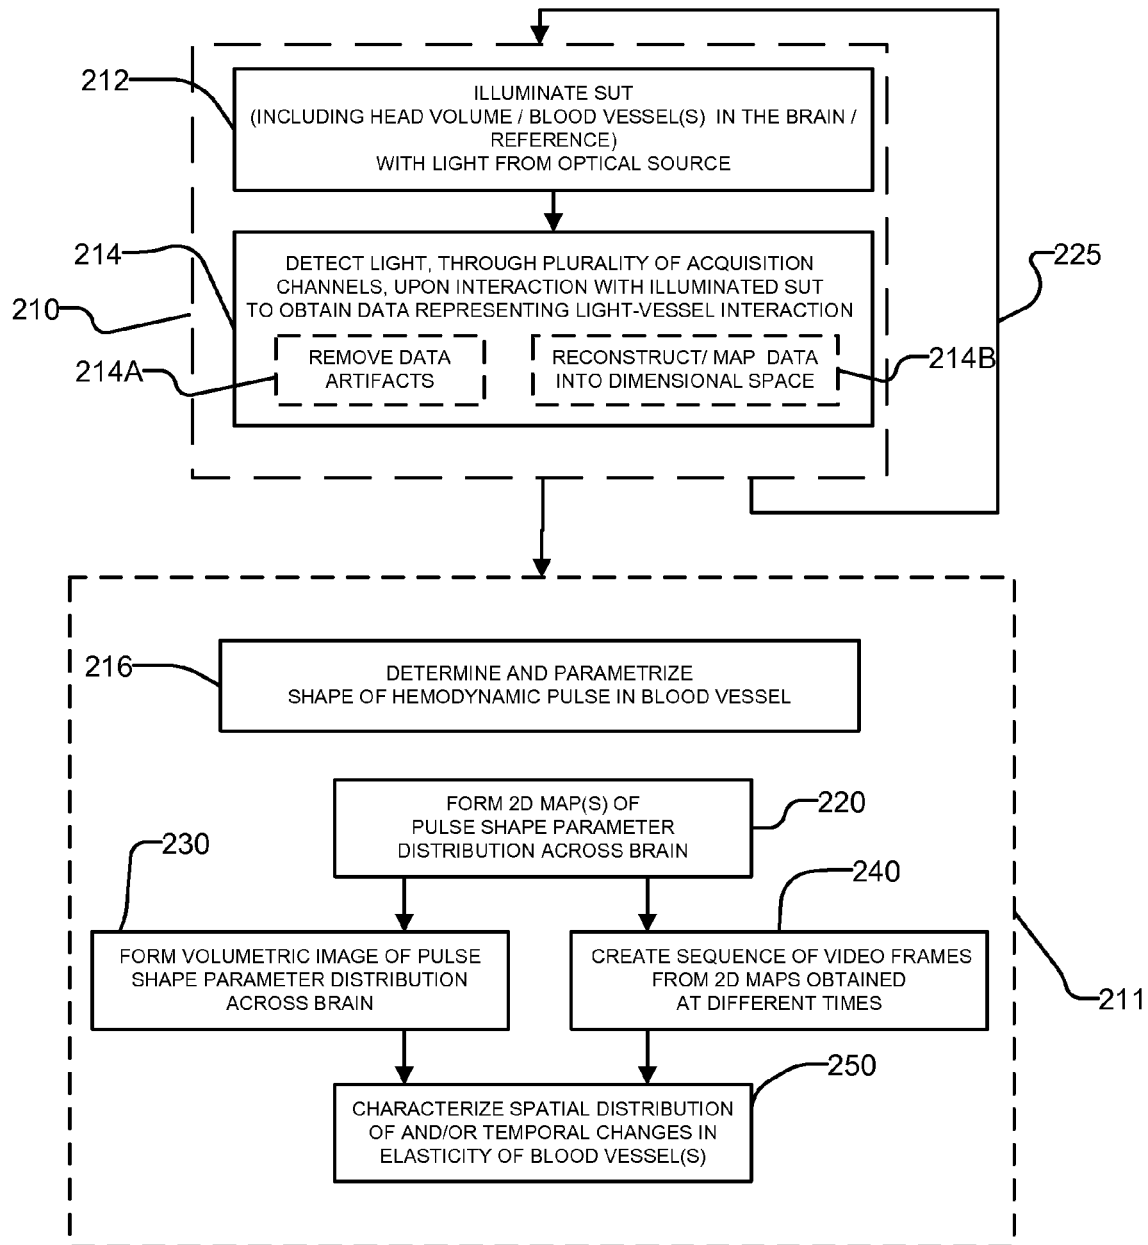 212
ILLUMINATE SUT
(INCLUDING HEAD VOLUME / BLOOD VESSEL(S) IN THE BRAIN /
REFERENCE)
WITH LIGHT FROM OPTICAL SOURCE
214
DETECT LIGHT, THROUGH PLURALITY OF ACQUISITION
CHANNELS, UPON INTERACTION WITH ILLUMINATED SUT
TO OBTAIN DATA REPRESENTING LIGHT-VESSEL INTERACTION
225
210
214A
REMOVE DATA
ARTIFACTS
RECONSTRUCT/ MAP DATA
INTO DIMENSIONAL SPACE
214B
216
DETERMINE AND PARAMETRIZE
SHAPE OF HEMODYNAMIC PULSE IN BLOOD VESSEL
FORM 2D MAP(S) OF
PULSE SHAPE PARAMETER
DISTRIBUTION ACROSS BRAIN
220
230
240
FORM VOLUMETRIC IMAGE OF PULSE
SHAPE PARAMETER DISTRIBUTION
ACROSS BRAIN
CREATE SEQUENCE OF VIDEO FRAMES
FROM 2D MAPS OBTAINED
AT DIFFERENT TIMES
211
250
CHARACTERIZE SPATIAL DISTRIBUTION
OF AND/OR TEMPORAL CHANGES IN
ELASTICITY OF BLOOD VESSEL(S)